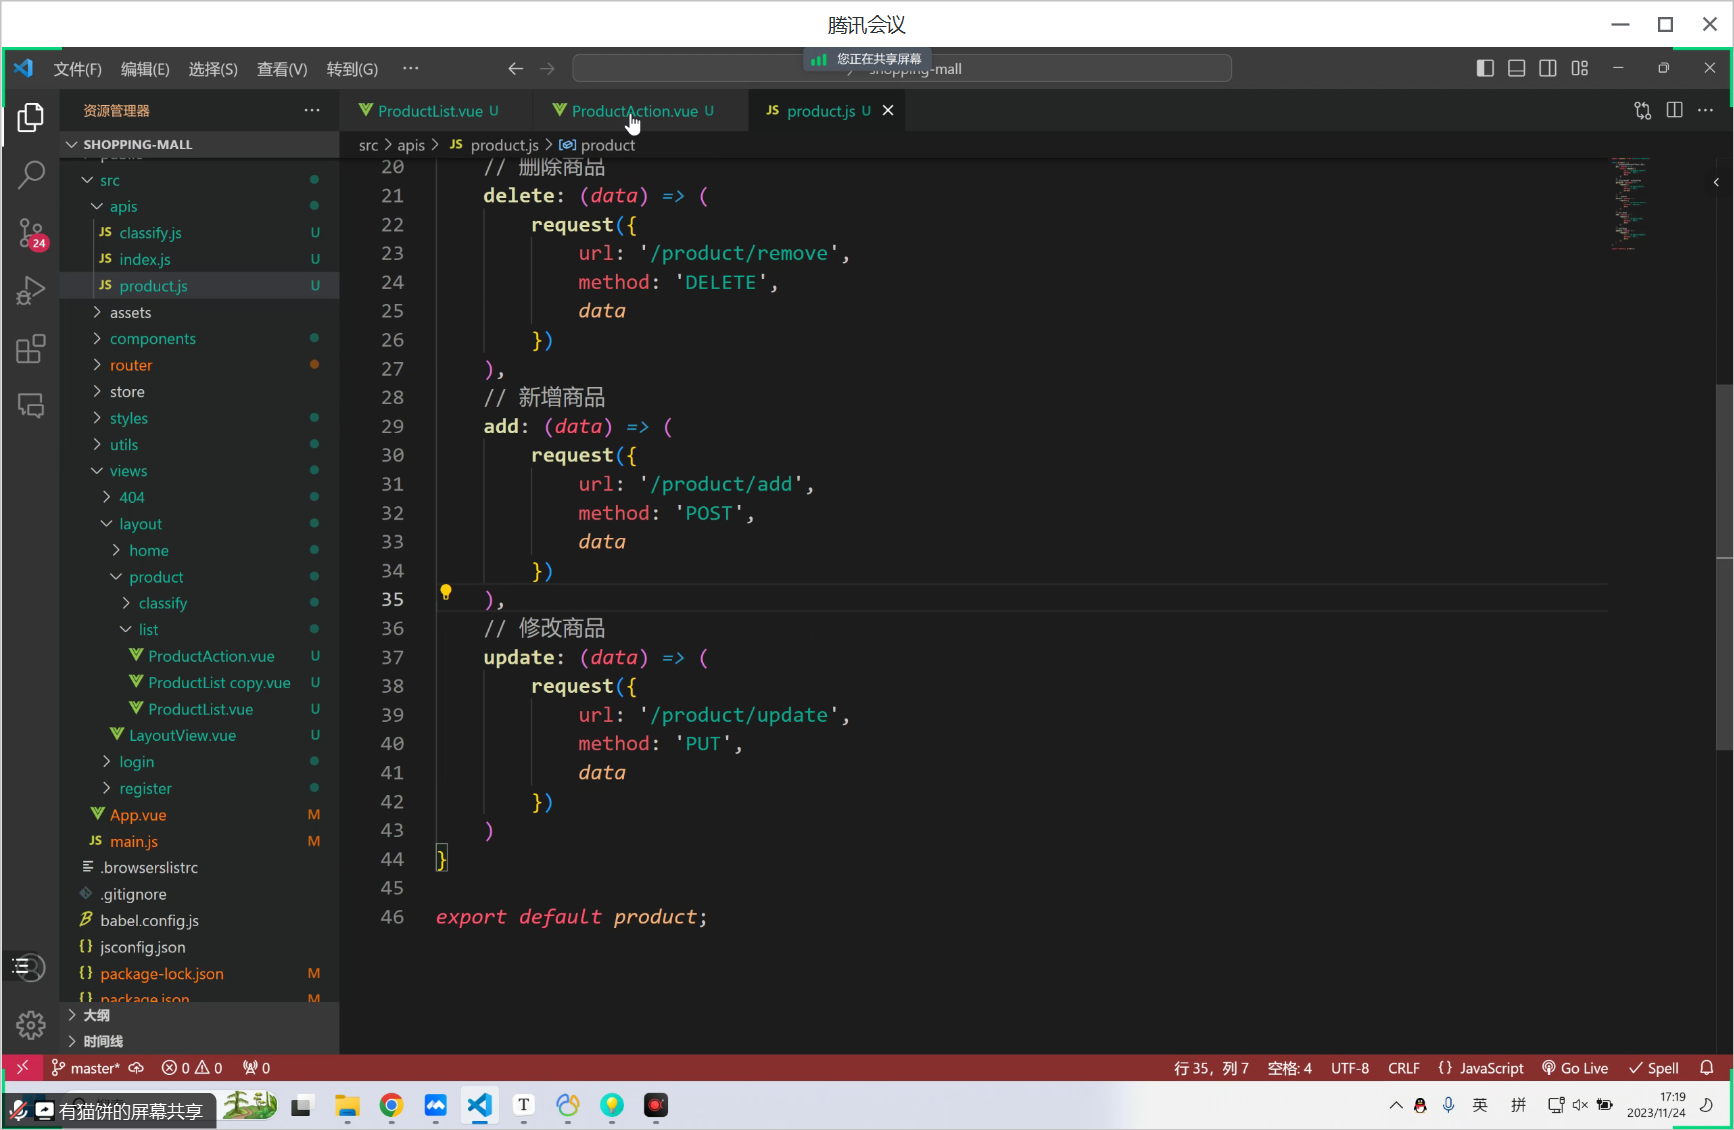 腾讯会议
文件(F) 编辑(E) 选择(S) 查看(V) 转到(G) ··· shopping-mall
您正在共享屏幕
资源管理器 ···
ProductList.vue U
ProductAction.vue U
JS product.js U
SHOPPING-MALL
src > apis > JS product.js > product
public
src
apis
JS classify.js U
JS index.js U
JS product.js U
assets
components
router
store
styles
utils
views
404
layout
home
product
classify
list
ProductAction.vue U
ProductList copy.vue U
ProductList.vue U
LayoutView.vue U
login
register
App.vue M
JS main.js M
.browserslistrc
.gitignore
babel.config.js
{} jsconfig.json
{} package-lock.json M
{} package.json M
大纲
时间线
24
20 // 删除商品
21 delete: (data) => (
22 request({
23 url: '/product/remove',
24 method: 'DELETE',
25 data
26 })
27 ),
28 // 新增商品
29 add: (data) => (
30 request({
31 url: '/product/add',
32 method: 'POST',
33 data
34 })
35 ),
36 // 修改商品
37 update: (data) => (
38 request({
39 url: '/product/update',
40 method: 'PUT',
41 data
42 })
43 )
44 }
45
46 export default product;
master* 0 0 0
行 35，列 7 空格: 4 UTF-8 CRLF {} JavaScript Go Live Spell
有猫饼的屏幕共享
T
英 拼
17:19
2023/11/24